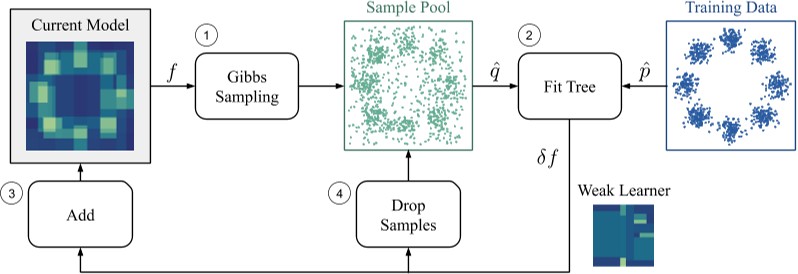 Current Model
Sample Pool
Training Data
1
2
f
Gibbs
Sampling
q̂
Fit Tree
p̂
δf
3
Add
4
Drop
Samples
Weak Learner